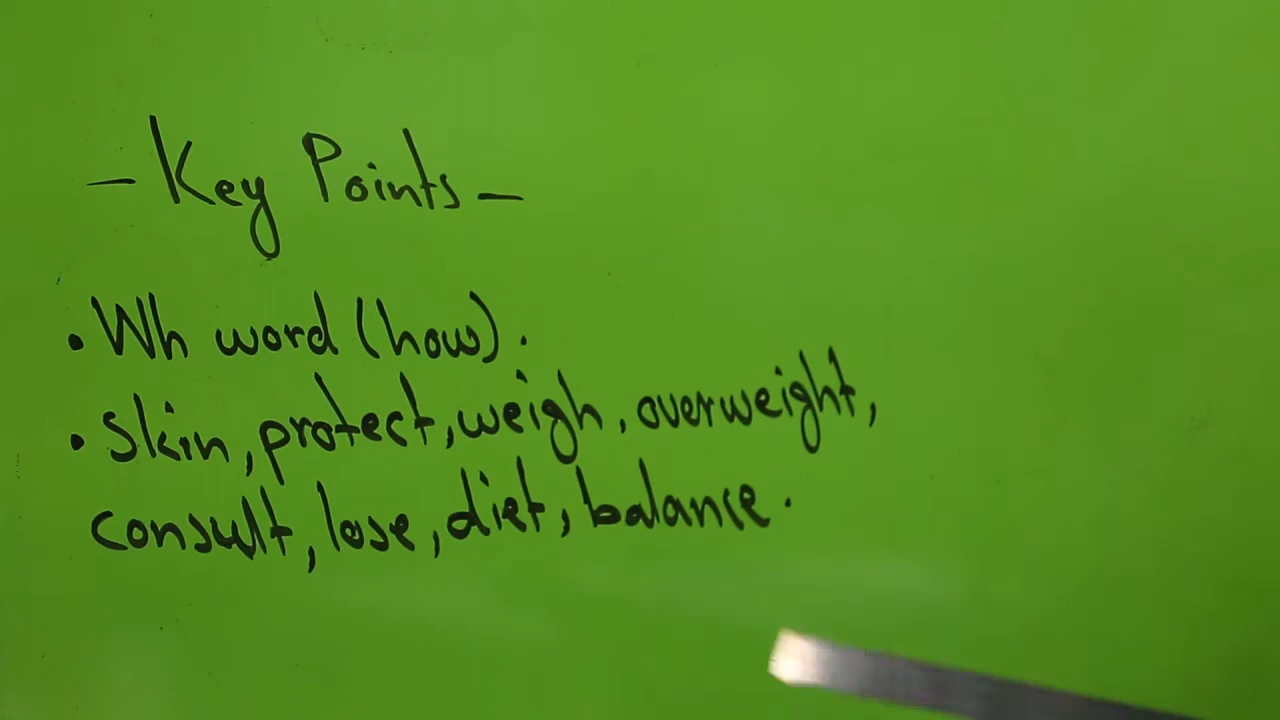 - Key Points -
• Wh word (how).
• Skin, protect, weigh, overweight,
consult, lose, diet, balance.